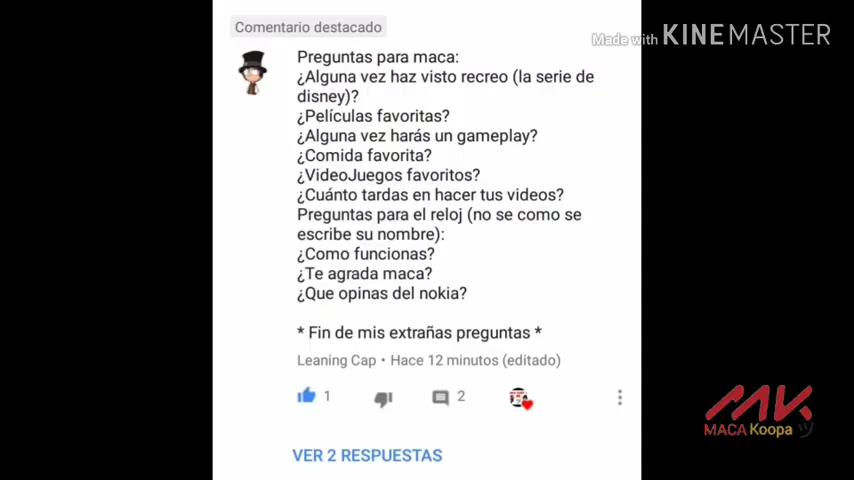 Comentario destacado
Made with KINEMASTER
Preguntas para maca:
¿Alguna vez haz visto recreo (la serie de
disney)?
¿Películas favoritas?
¿Alguna vez harás un gameplay?
¿Comida favorita?
¿VideoJuegos favoritos?
¿Cuánto tardas en hacer tus videos?
Preguntas para el reloj (no se como se
escribe su nombre):
¿Como funcionas?
¿Te agrada maca?
¿Que opinas del nokia?
* Fin de mis extrañas preguntas *
Leaning Cap • Hace 12 minutos (editado)
1
2
VER 2 RESPUESTAS
MK
MACA Koopa ツ